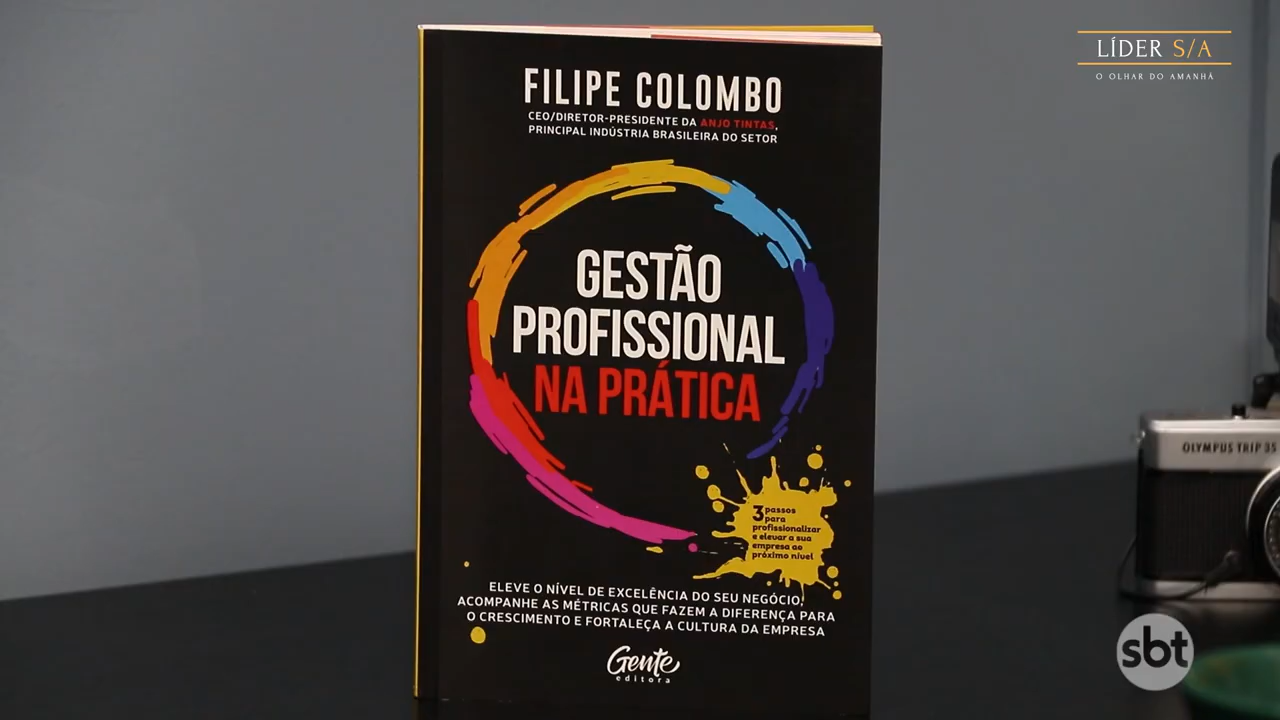 LÍDER S/A
O OLHAR DO AMANHÃ
FILIPE COLOMBO
CEO/DIRETOR-PRESIDENTE DA ANJO TINTAS,
PRINCIPAL INDÚSTRIA BRASILEIRA DO SETOR
GESTÃO
PROFISSIONAL
NA PRÁTICA
3 passos
para
profissionalizar
e elevar a sua
empresa ao
próximo nível
ELEVE O NÍVEL DE EXCELÊNCIA DO SEU NEGÓCIO,
ACOMPANHE AS MÉTRICAS QUE FAZEM A DIFERENÇA PARA
O CRESCIMENTO E FORTALEÇA A CULTURA DA EMPRESA
Gente
editora
OLYMPUS TRIP 35
sbt